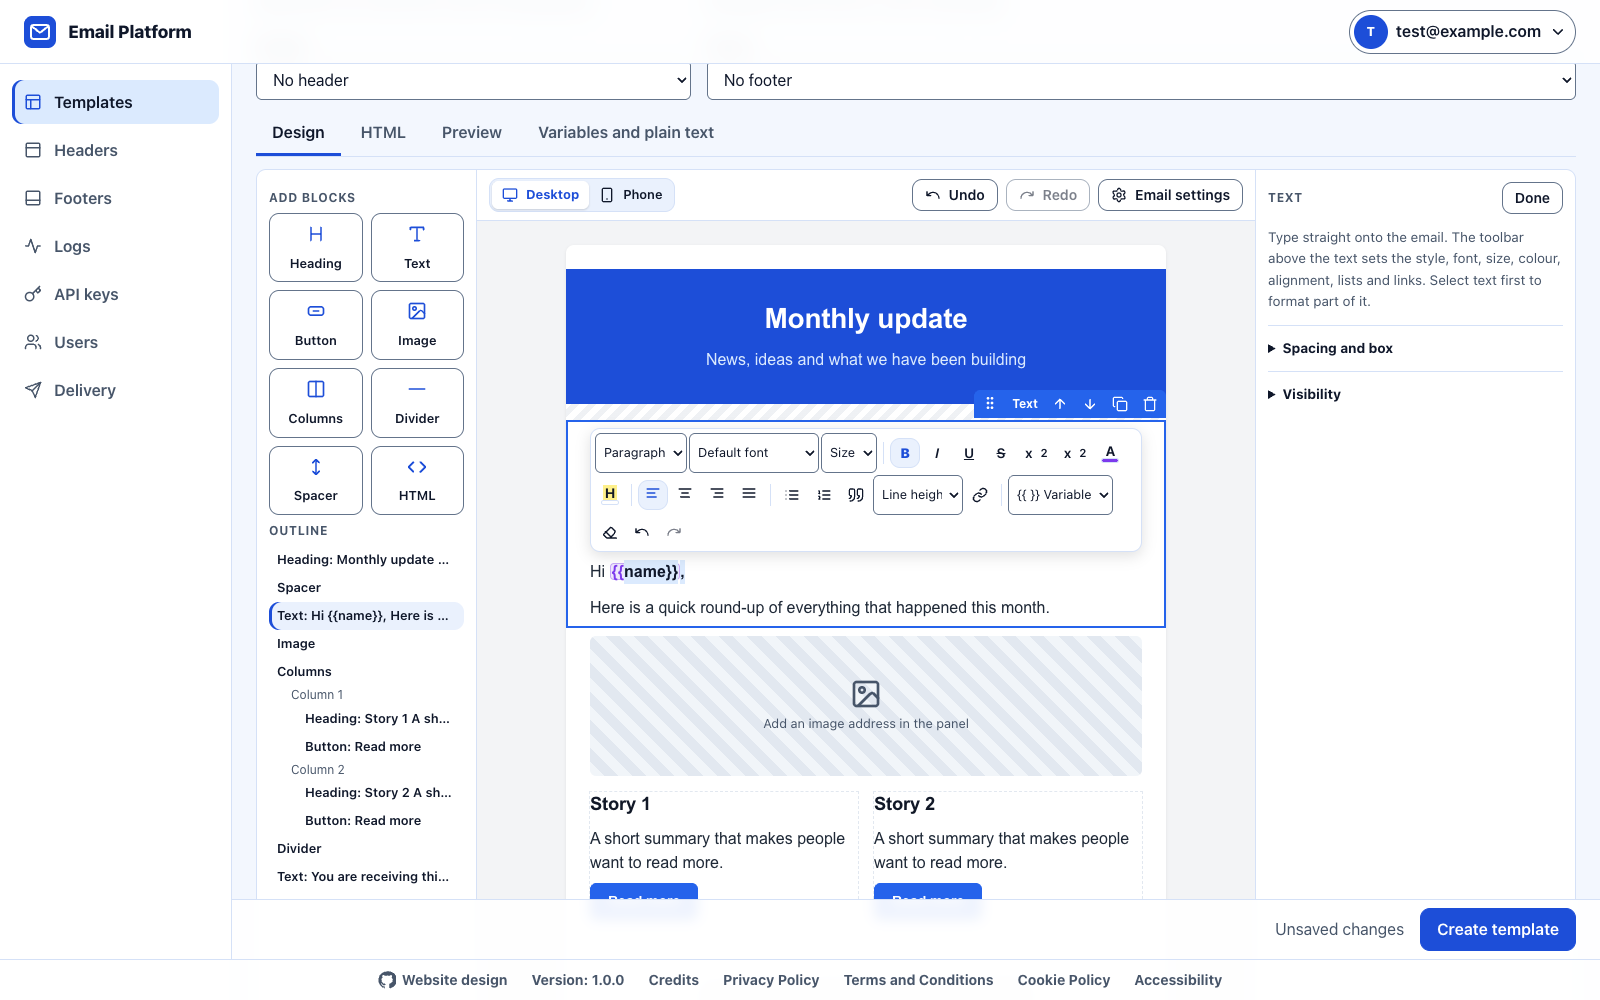 Email Platform
T test@example.com
Templates
Headers
Footers
Logs
API keys
Users
Delivery
No header
No footer
Design HTML Preview Variables and plain text
ADD BLOCKS
Heading
Text
Button
Image
Columns
Divider
Spacer
HTML
OUTLINE
Heading: Monthly update ...
Spacer
Text: Hi {{name}}, Here is ...
Image
Columns
Column 1
Heading: Story 1 A sh...
Button: Read more
Column 2
Heading: Story 2 A sh...
Button: Read more
Divider
Text: You are receiving thi...
Desktop Phone
Undo Redo Email settings
Monthly update
News, ideas and what we have been building
Text
Paragraph Default font Size B I U S x 2 x 2 A
H Line heigh {{ }} Variable
Hi {{name}},
Here is a quick round-up of everything that happened this month.
Add an image address in the panel
Story 1
A short summary that makes people
want to read more.
Read more
Story 2
A short summary that makes people
want to read more.
Read more
TEXT
Done
Type straight onto the email. The toolbar
above the text sets the style, font, size, colour,
alignment, lists and links. Select text first to
format part of it.
Spacing and box
Visibility
Unsaved changes
Create template
Website design Version: 1.0.0 Credits Privacy Policy Terms and Conditions Cookie Policy Accessibility